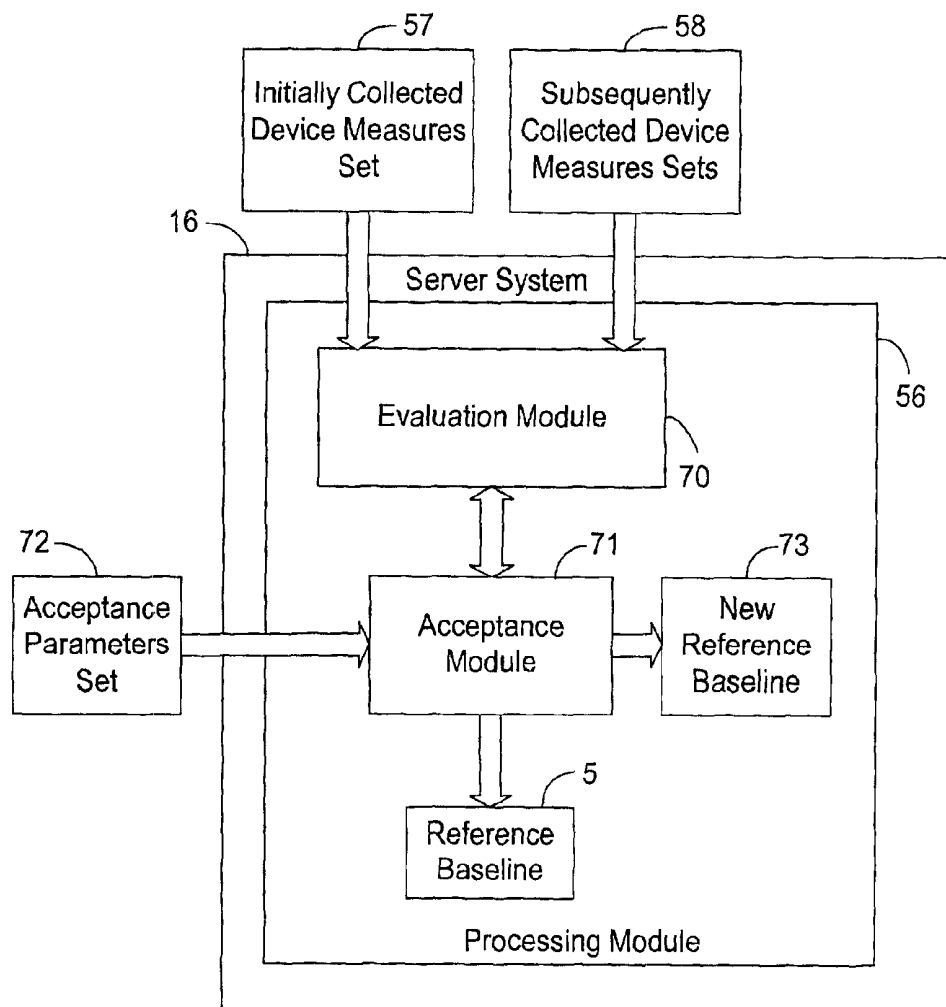 57
58
Initially Collected
Device Measures
Set
Subsequently
Collected Device
Measures Sets
16
Server System
56
Evaluation Module
70
72
71
73
Acceptance
Parameters
Set
Acceptance
Module
New
Reference
Baseline
5
Reference
Baseline
Processing Module